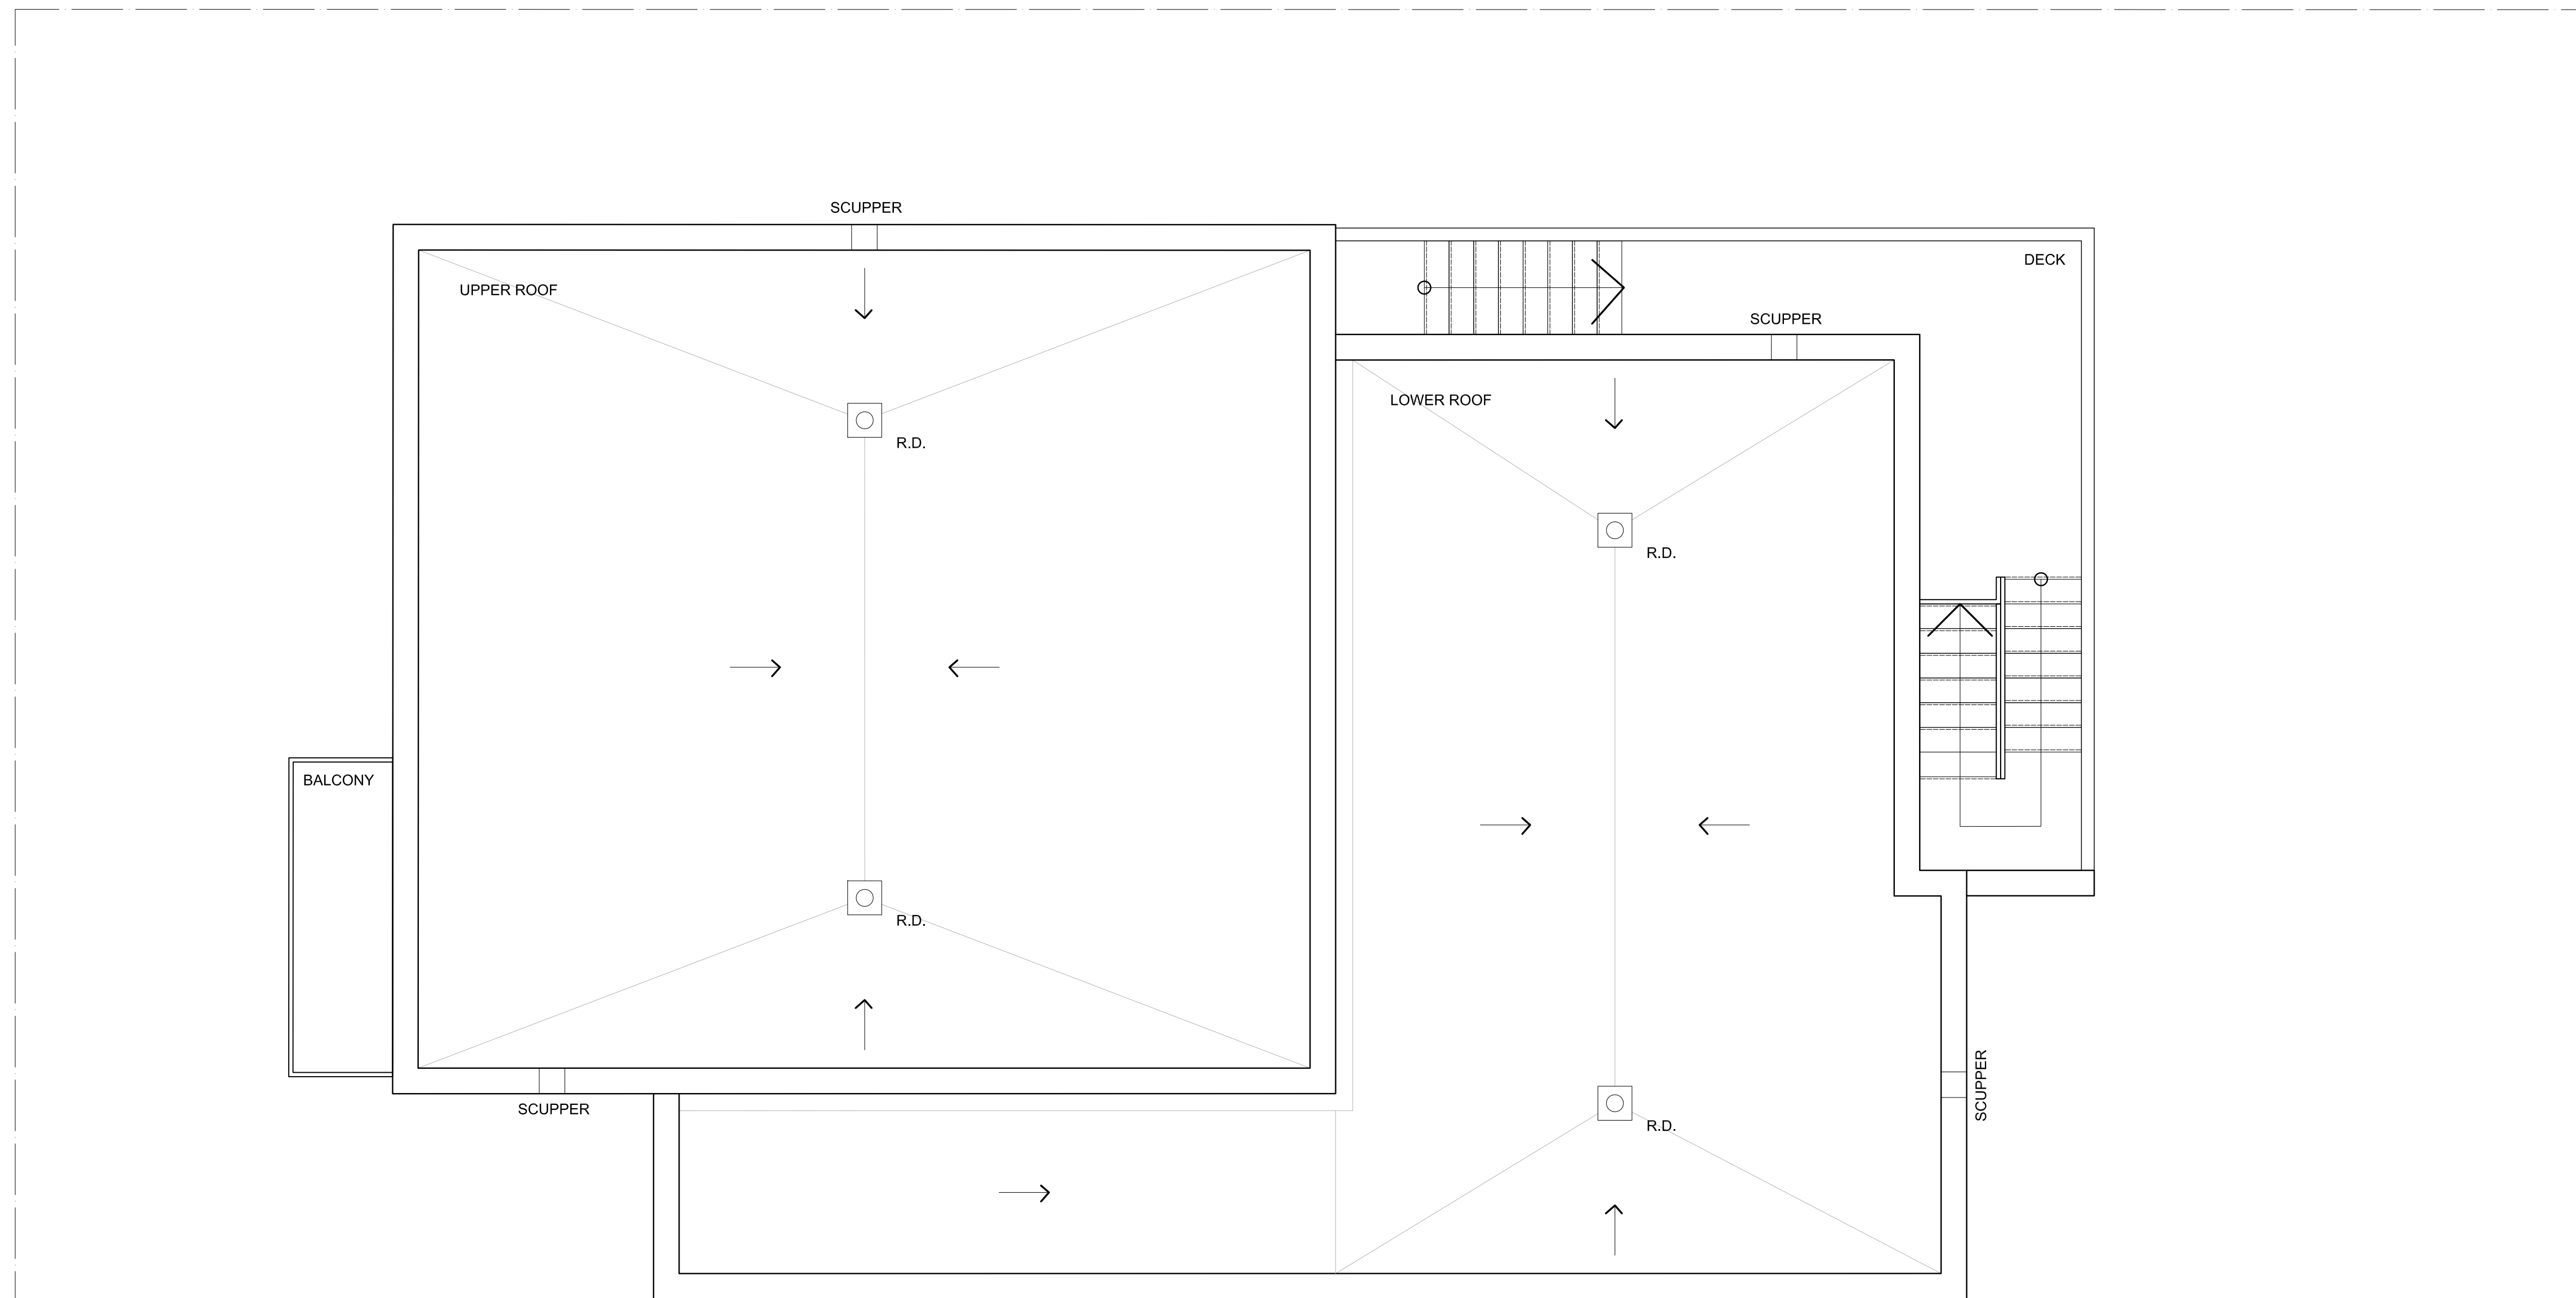 SCUPPER
DECK
UPPER ROOF
SCUPPER
LOWER ROOF
R.D.
R.D.
BALCONY
R.D.
SCUPPER
SCUPPER
R.D.